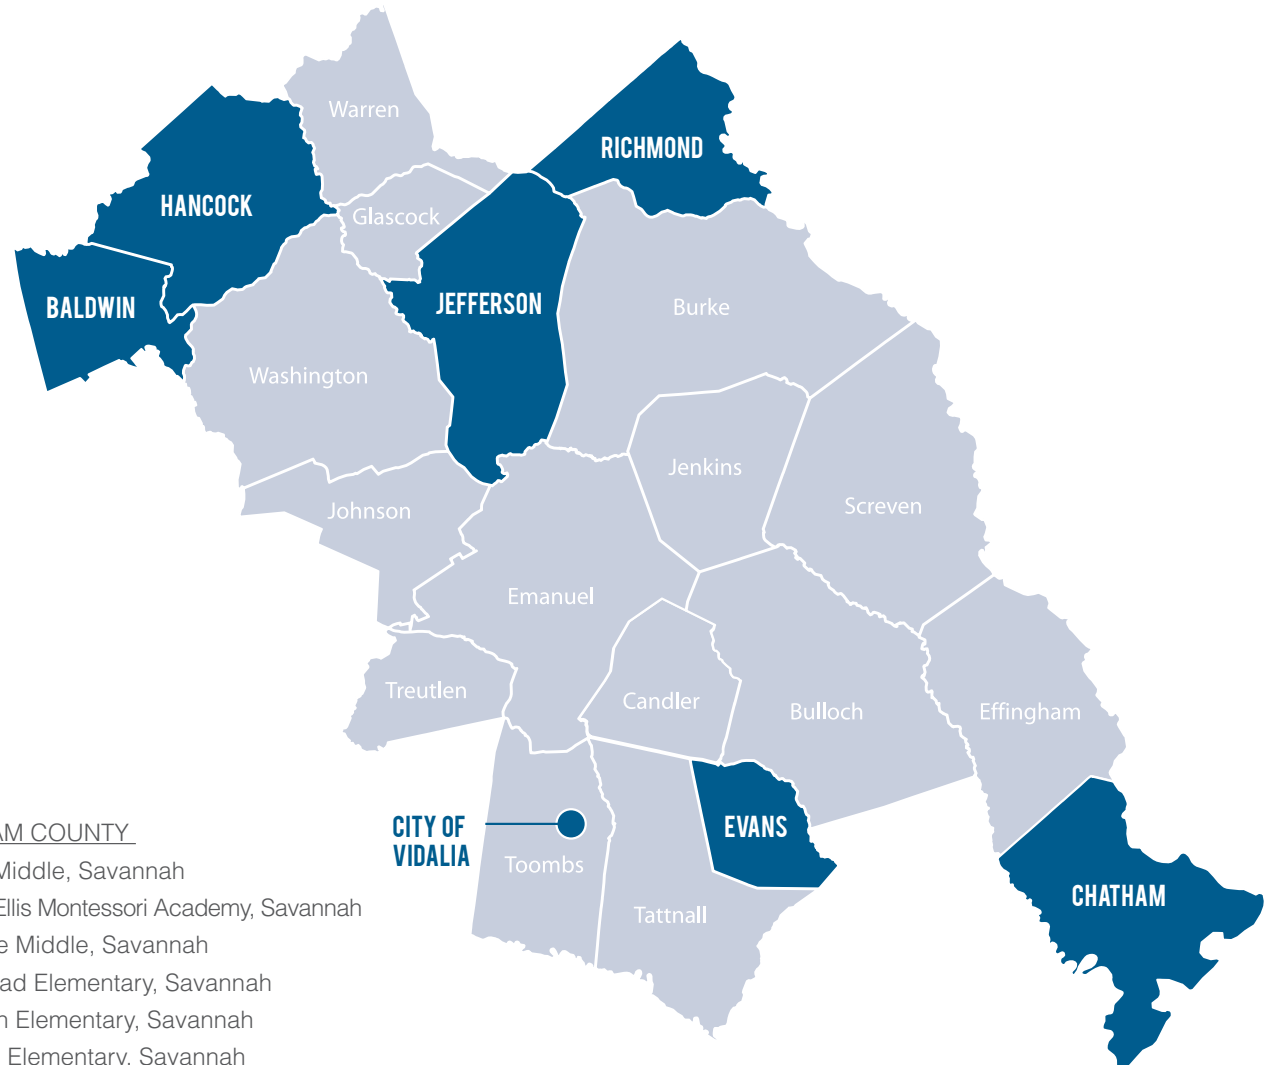 Warren
RICHMOND
HANCOCK
Glascock
JEFFERSON
BALDWIN
Burke
Washington
Jenkins
Screven
Johnson
Emanuel
Treutlen
Candler
Bulloch
Effingham
CITY OF
VIDALIA
EVANS
Toombs
CHATHAM
Tattnall
COUNTY
Middle, Savannah
Ellis Montessori Academy, Savannah
Middle, Savannah
Elementary, Savannah
Elementary, Savannah
Elementary, Savannah